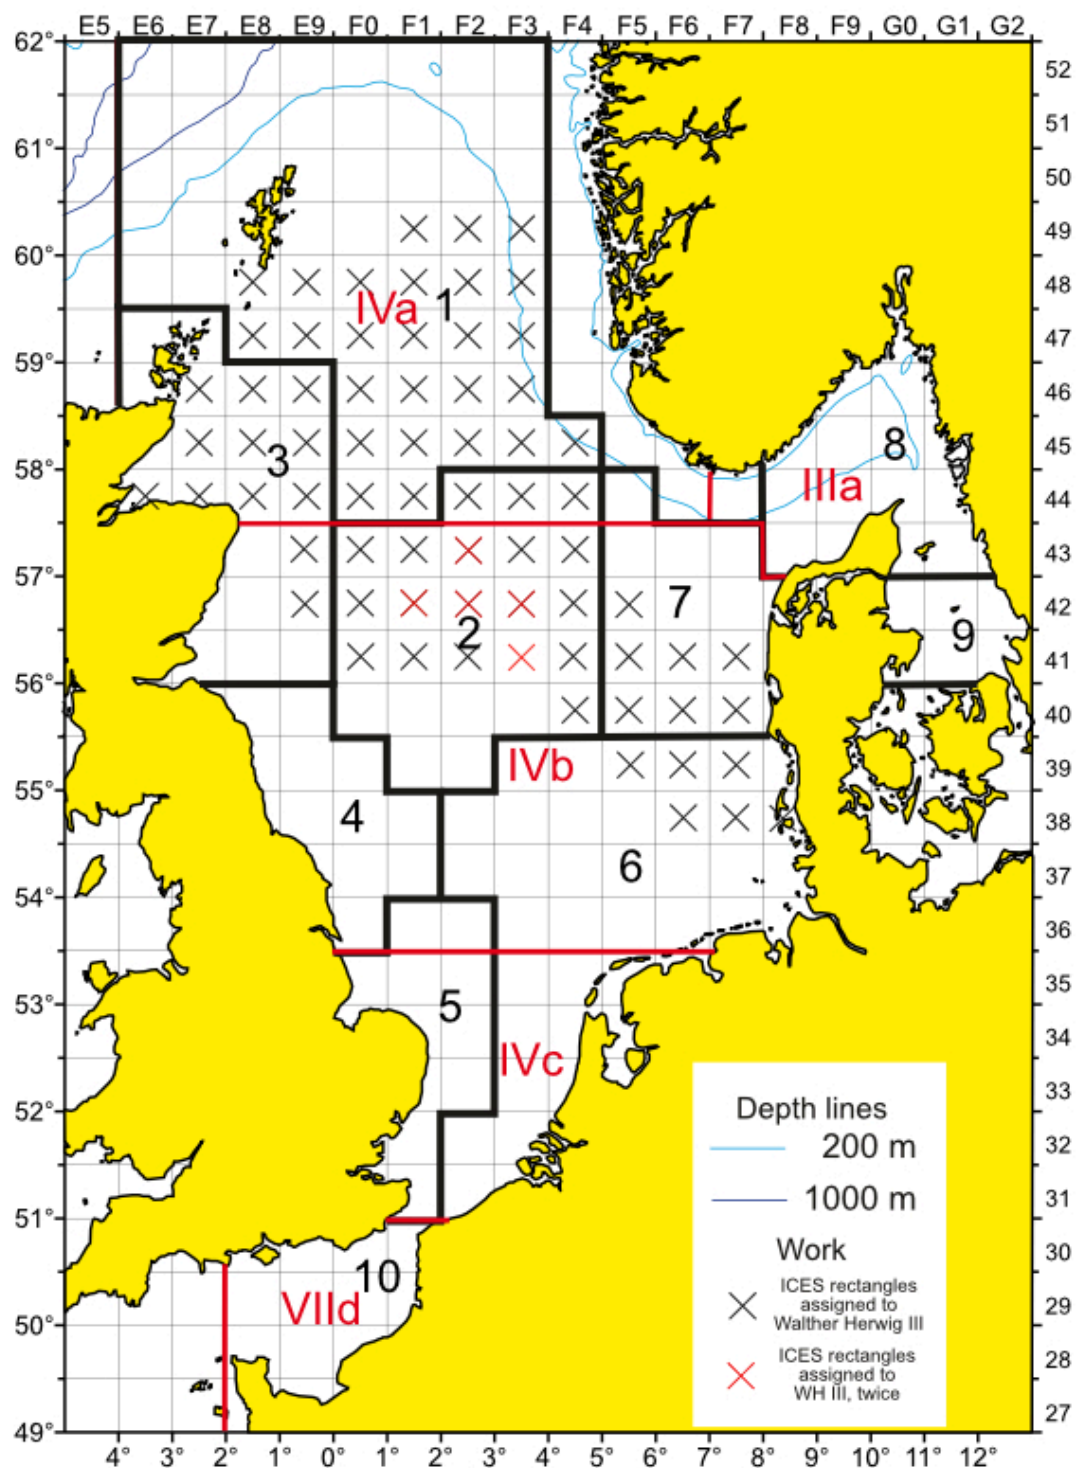 E5 E6 E7 E8 E9 F0 F1 F2 F3 F4 F5 F6 F7 F8 F9 G0 G1 G2
62°
52
51
61°
50
49
60°
48
IVa 1
47
59°
46
8
45
3
58°
IIIa
44
43
57°
7
42
2
9
41
56°
40
IVb
39
55°
4
38
6
37
54°
36
5
35
53°
34
IVc
33
52°
Depth lines
32
200 m
31
1000 m
51°
Work
30
10
ICES rectangles
assigned to
Walther Herwig III
29
VIId
50°
ICES rectangles
assigned to
WH III, twice
28
27
49°
4° 3° 2° 1° 0° 1° 2° 3° 4° 5° 6° 7° 8° 9° 10° 11° 12°